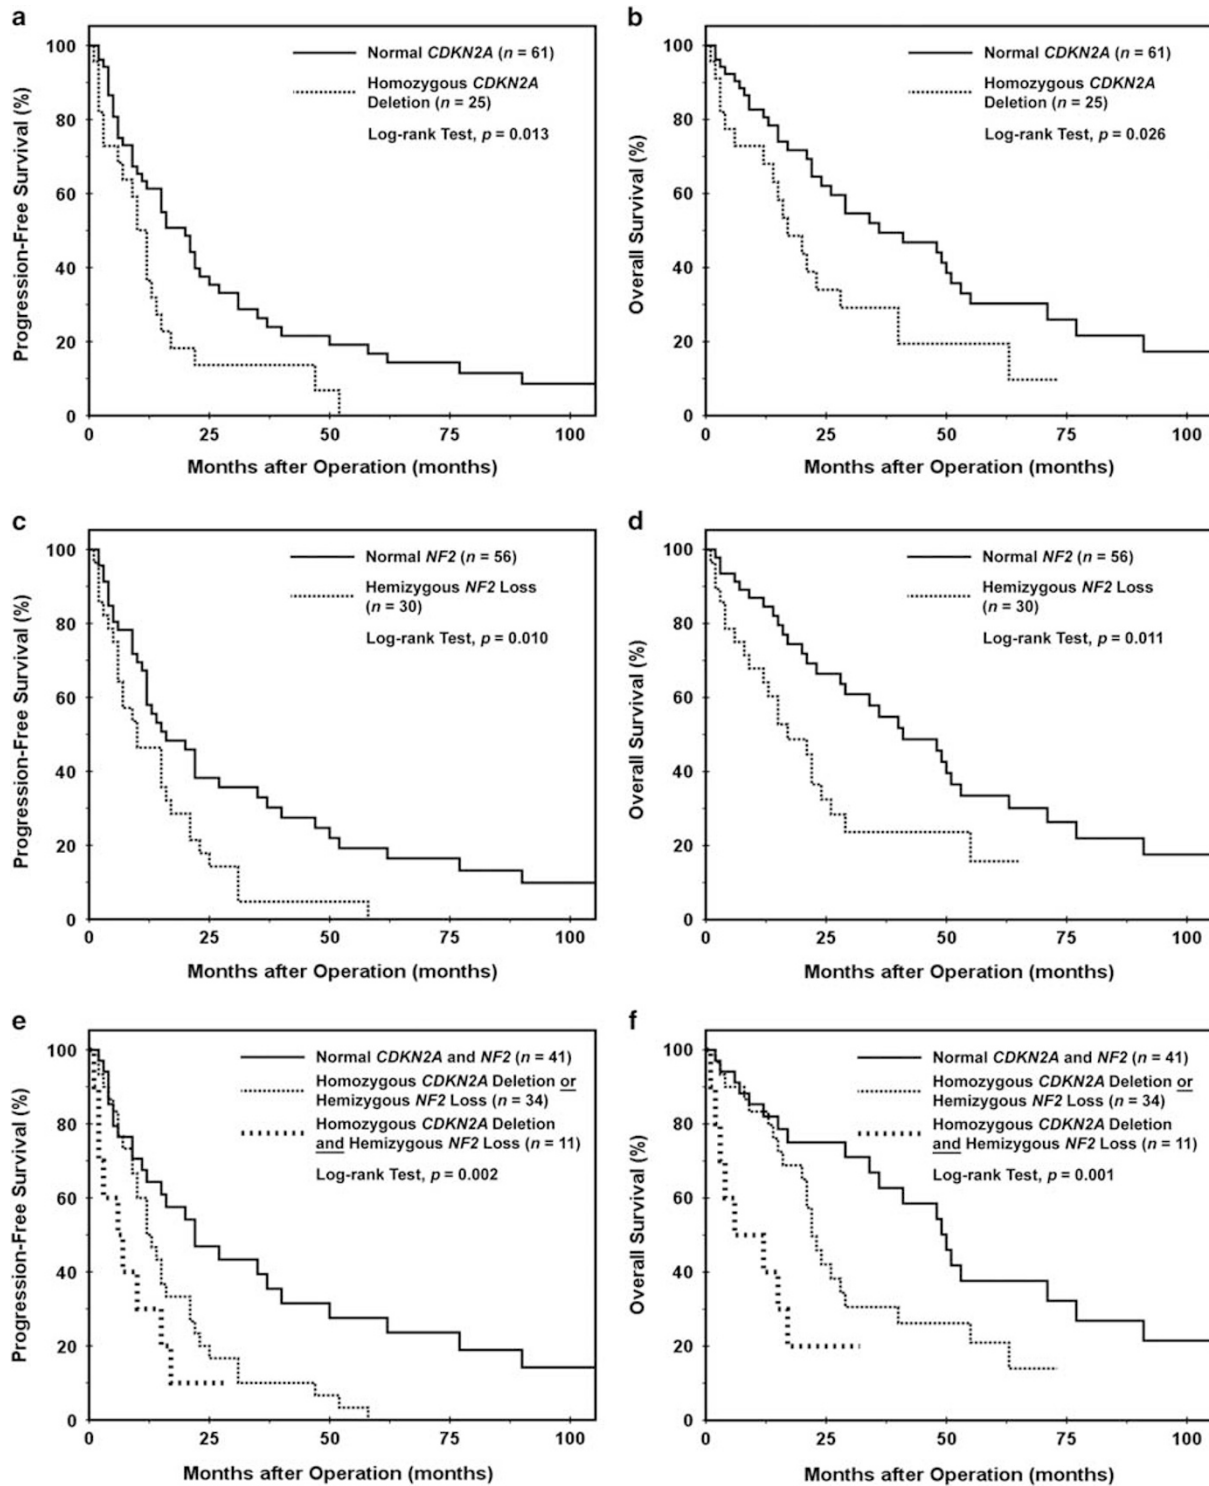 a
Progression-Free Survival (%)
100
80
60
40
20
0
Normal CDKN2A (n = 61)
Homozygous CDKN2A
Deletion (n = 25)
Log-rank Test, p = 0.013
0 25 50 75 100
Months after Operation (months)
b
Overall Survival (%)
100
80
60
40
20
0
Normal CDKN2A (n = 61)
Homozygous CDKN2A
Deletion (n = 25)
Log-rank Test, p = 0.026
0 25 50 75 100
Months after Operation (months)
c
Progression-Free Survival (%)
100
80
60
40
20
0
Normal NF2 (n = 56)
Hemizygous NF2 Loss
(n = 30)
Log-rank Test, p = 0.010
0 25 50 75 100
Months after Operation (months)
d
Overall Survival (%)
100
80
60
40
20
0
Normal NF2 (n = 56)
Hemizygous NF2 Loss
(n = 30)
Log-rank Test, p = 0.011
0 25 50 75 100
Months after Operation (months)
e
Progression-Free Survival (%)
100
80
60
40
20
0
Normal CDKN2A and NF2 (n = 41)
Homozygous CDKN2A Deletion or
Hemizygous NF2 Loss (n = 34)
Homozygous CDKN2A Deletion
and Hemizygous NF2 Loss (n = 11)
Log-rank Test, p = 0.002
0 25 50 75 100
Months after Operation (months)
f
Overall Survival (%)
100
80
60
40
20
0
Normal CDKN2A and NF2 (n = 41)
Homozygous CDKN2A Deletion or
Hemizygous NF2 Loss (n = 34)
Homozygous CDKN2A Deletion
and Hemizygous NF2 Loss (n = 11)
Log-rank Test, p = 0.001
0 25 50 75 100
Months after Operation (months)